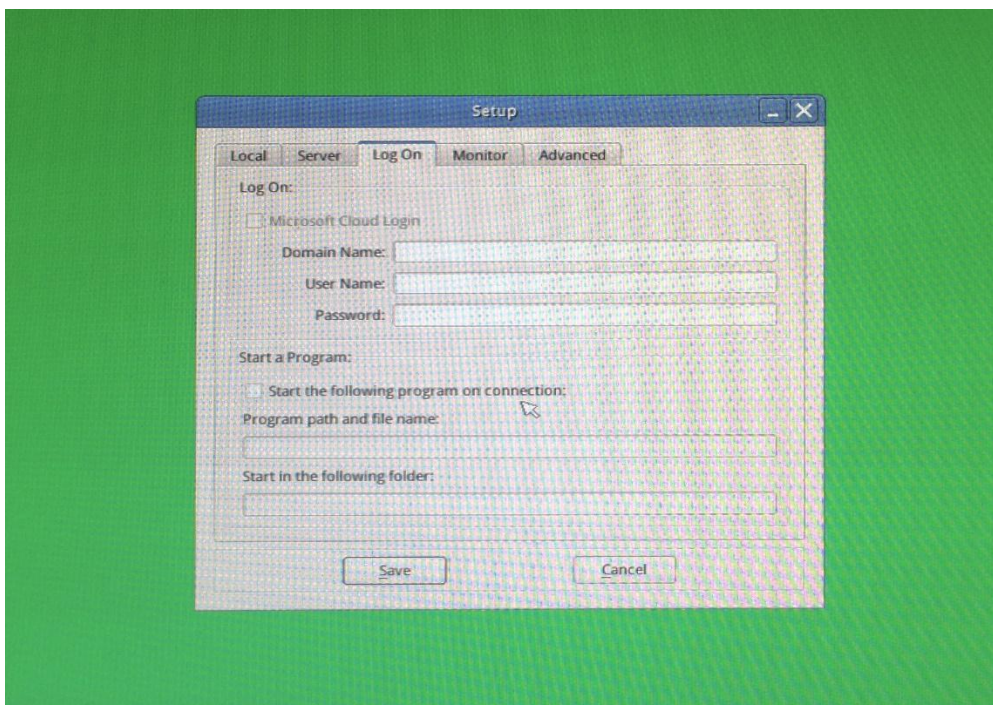 Setup
Local Server Log On Monitor Advanced
Log On:
Microsoft Cloud Login
Domain Name:
User Name:
Password:
Start a Program:
Start the following program on connection:
Program path and file name:
Start in the following folder:
Save Cancel